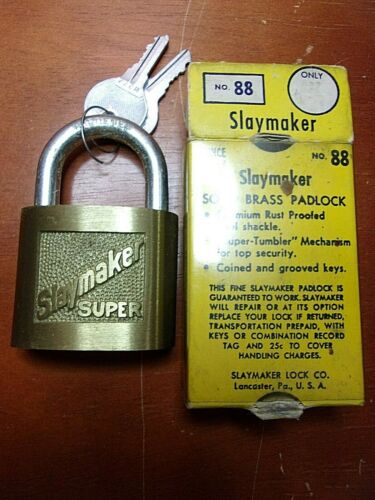 Slaymaker
SUPER
NO. 88
ONLY
Slaymaker
NO. 88
Slaymaker
BRASS PADLOCK
Rust Proofed
shackle.
"Super-Tumbler" Mechanism
for top security.
• Coined and grooved keys.
THIS FINE SLAYMAKER PADLOCK IS
GUARANTEED TO WORK. SLAYMAKER
WILL REPAIR OR AT ITS OPTION
REPLACE YOUR LOCK IF RETURNED,
TRANSPORTATION PREPAID, WITH
KEYS OR COMBINATION RECORD
TAG AND 25c TO COVER
HANDLING CHARGES.
SLAYMAKER LOCK CO.
Lancaster, Pa., U. S. A.